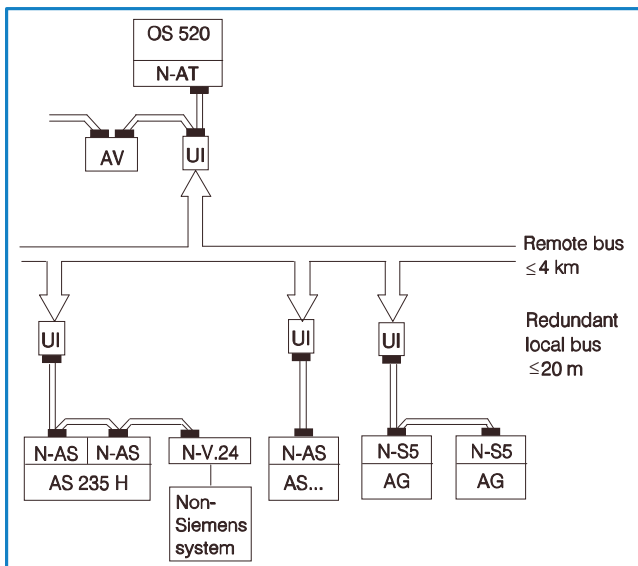 OS 520
N-AT
AV
UI
Remote bus
≤4 km
UI
UI
UI
Redundant
local bus
≤20 m
N-AS
N-AS
N-V.24
N-AS
N-S5
N-S5
AS 235 H
AS...
AG
AG
Non-
Siemens
system